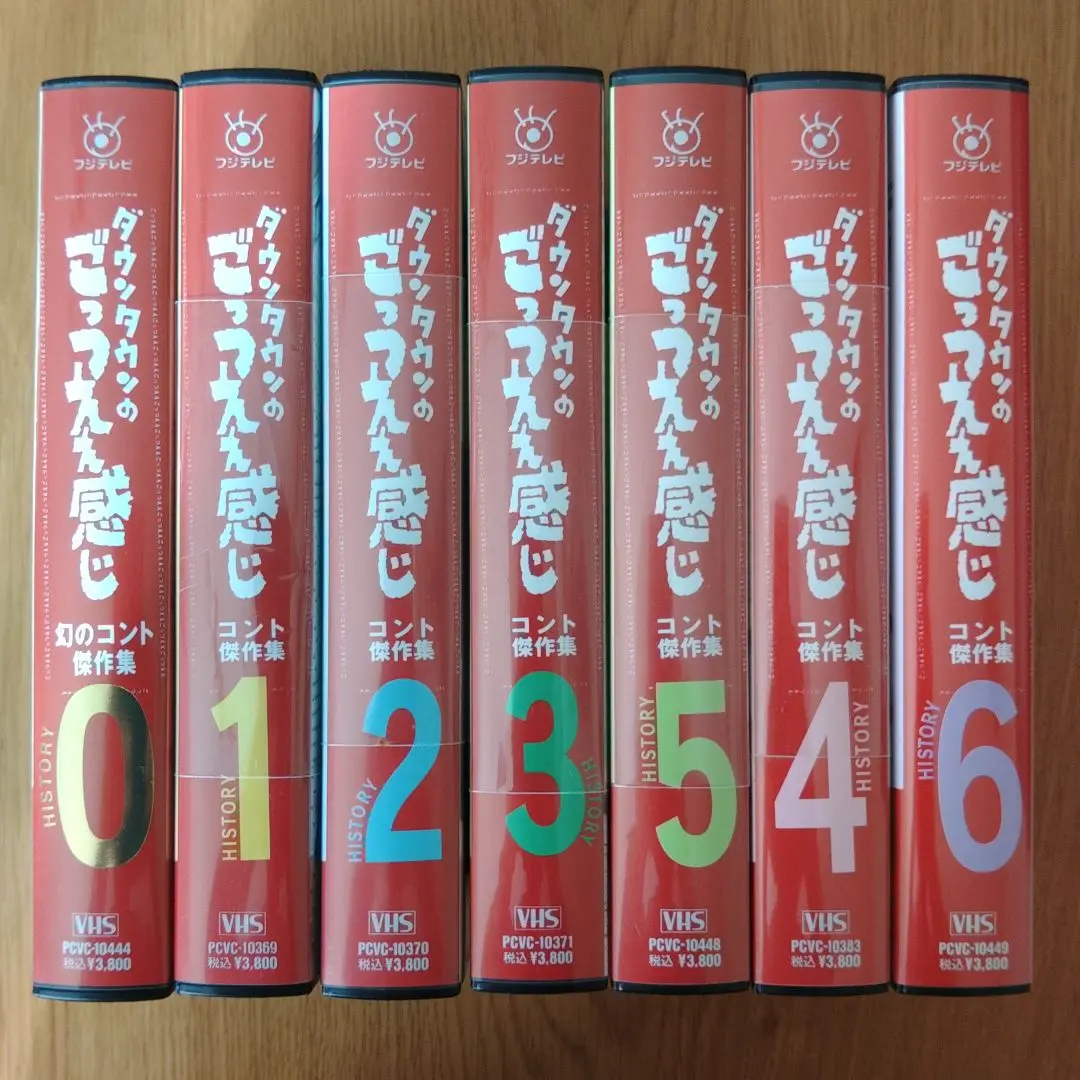 フジテレビ
ダウンタウンの
ごっつええ感じ
幻のコント
傑作集
HISTORY
0
VHS
PCVC-10444
税込 ¥3,800
フジテレビ
ダウンタウンの
ごっつええ感じ
コント
傑作集
HISTORY
1
VHS
PCVC-10369
税込 ¥3,800
フジテレビ
ダウンタウンの
ごっつええ感じ
コント
傑作集
HISTORY
2
VHS
PCVC-10370
税込 ¥3,800
フジテレビ
ダウンタウンの
ごっつええ感じ
コント
傑作集
3
HISTORY
VHS
PCVC-10371
税込 ¥3,800
フジテレビ
ダウンタウンの
ごっつええ感じ
コント
傑作集
HISTORY
5
VHS
PCVC-10448
税込 ¥3,800
フジテレビ
ダウンタウンの
ごっつええ感じ
コント
傑作集
4
HISTORY
VHS
PCVC-10383
税込 ¥3,800
フジテレビ
ダウンタウンの
ごっつええ感じ
コント
傑作集
HISTORY
6
VHS
PCVC-10449
税込 ¥3,800